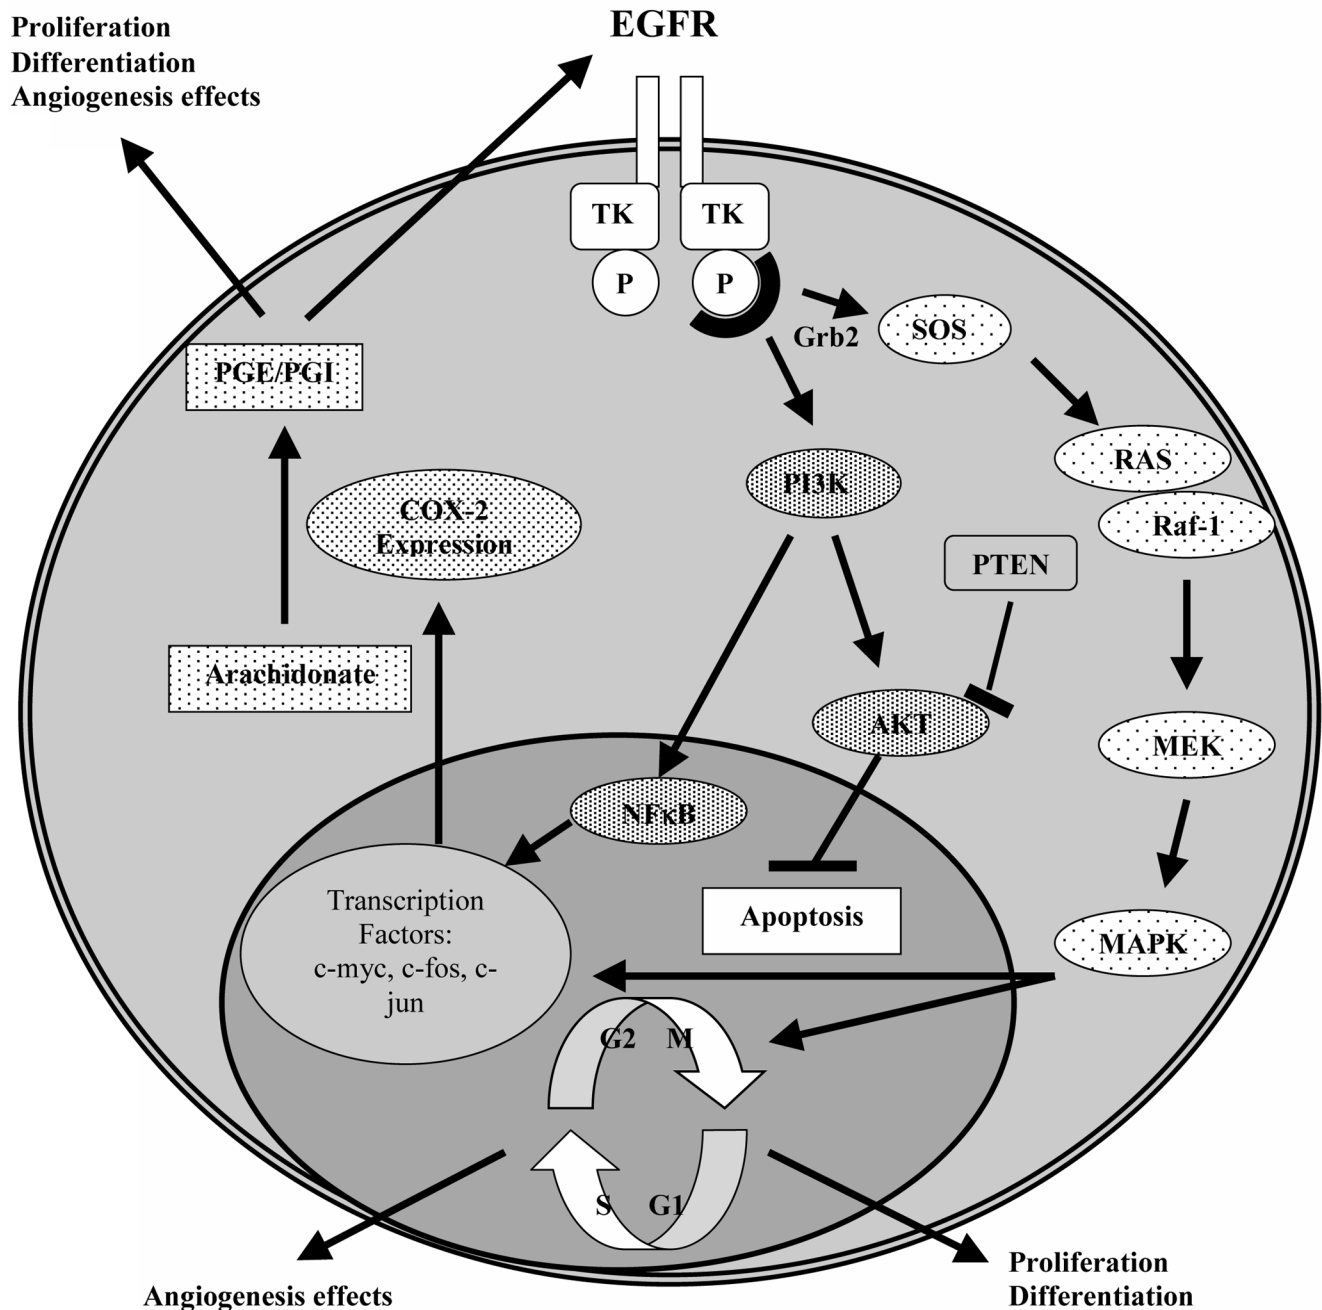 Proliferation
Differentiation
Angiogenesis effects
EGFR
TK
TK
P
P
Grb2
SOS
PGE/PGI
RAS
Raf-1
PI3K
COX-2
Expression
PTEN
Arachidonate
AKT
MEK
NFκB
Transcription
Factors:
c-myc, c-fos, c-
jun
Apoptosis
MAPK
G2
M
S
G1
Angiogenesis effects
Proliferation
Differentiation